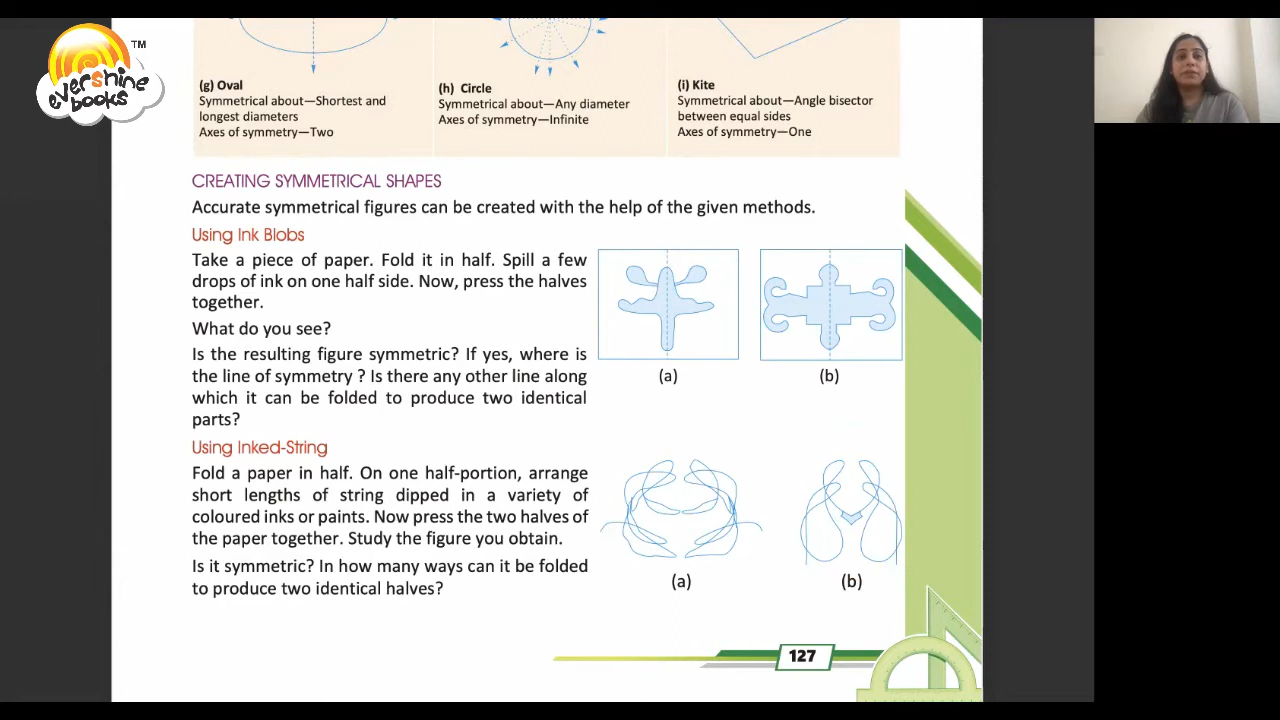 evershine
books
TM
(g) Oval
Symmetrical about—Shortest and
longest diameters
Axes of symmetry—Two
(h) Circle
Symmetrical about—Any diameter
Axes of symmetry—Infinite
(i) Kite
Symmetrical about—Angle bisector
between equal sides
Axes of symmetry—One
CREATING SYMMETRICAL SHAPES
Accurate symmetrical figures can be created with the help of the given methods.
Using Ink Blobs
Take a piece of paper. Fold it in half. Spill a few
drops of ink on one half side. Now, press the halves
together.
What do you see?
Is the resulting figure symmetric? If yes, where is
the line of symmetry ? Is there any other line along
which it can be folded to produce two identical
parts?
(a)
(b)
Using Inked-String
Fold a paper in half. On one half-portion, arrange
short lengths of string dipped in a variety of
coloured inks or paints. Now press the two halves of
the paper together. Study the figure you obtain.
Is it symmetric? In how many ways can it be folded
to produce two identical halves?
(a)
(b)
127